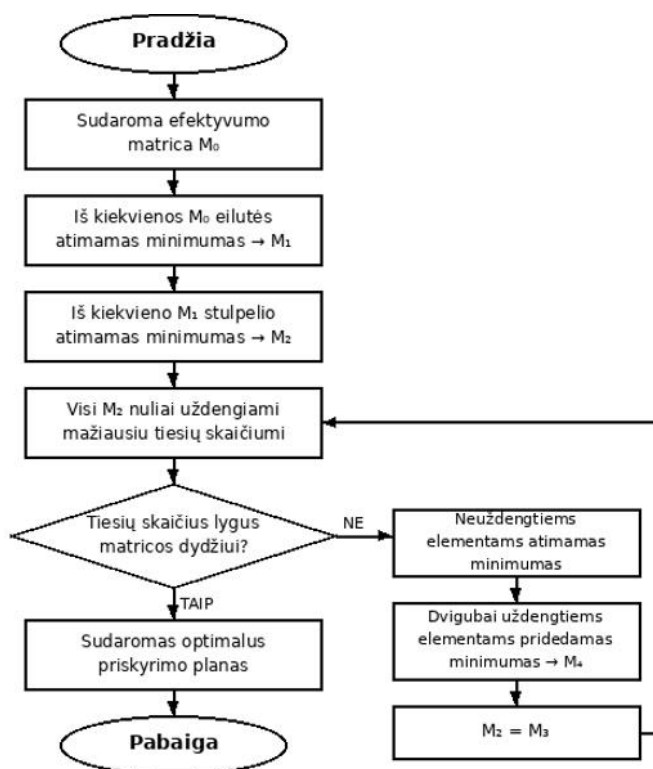 Pradžia
Sudaroma efektyvumo
matrica M₀
Iš kiekvienos M₀ eilutės
atimamas minimumas → M₁
Iš kiekvieno M₁ stulpelio
atimamas minimumas → M₂
Visi M₂ nuliai uždengiami
mažiausiu tiesių skaičiumi
Tiesių skaičius lygus
matricos dydžiui?
NE
Neuždengtiems
elementams atimamas
minimumas
Dvigubai uždengtiems
elementams pridedamas
minimumas → M₄
M₂ = M₃
TAIP
Sudaromas optimalus
priskyrimo planas
Pabaiga